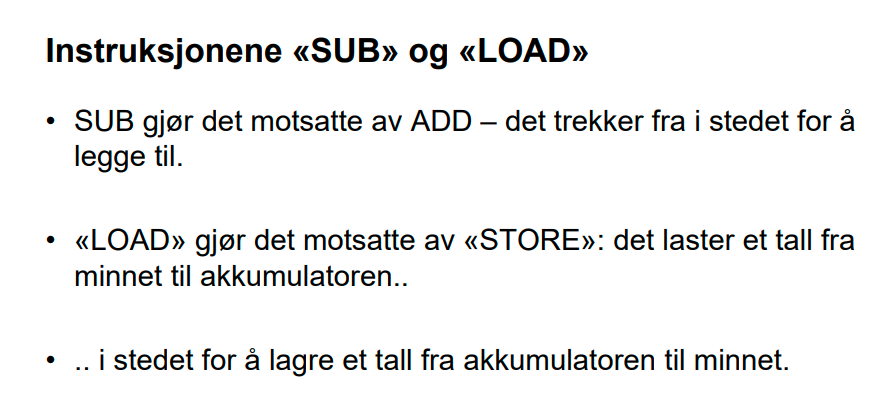 Instruksjonene «SUB» og «LOAD»
• SUB gjør det motsatte av ADD – det trekker fra i stedet for å
legge til.
• «LOAD» gjør det motsatte av «STORE»: det laster et tall fra
minnet til akkumulatoren..
• .. i stedet for å lagre et tall fra akkumulatoren til minnet.